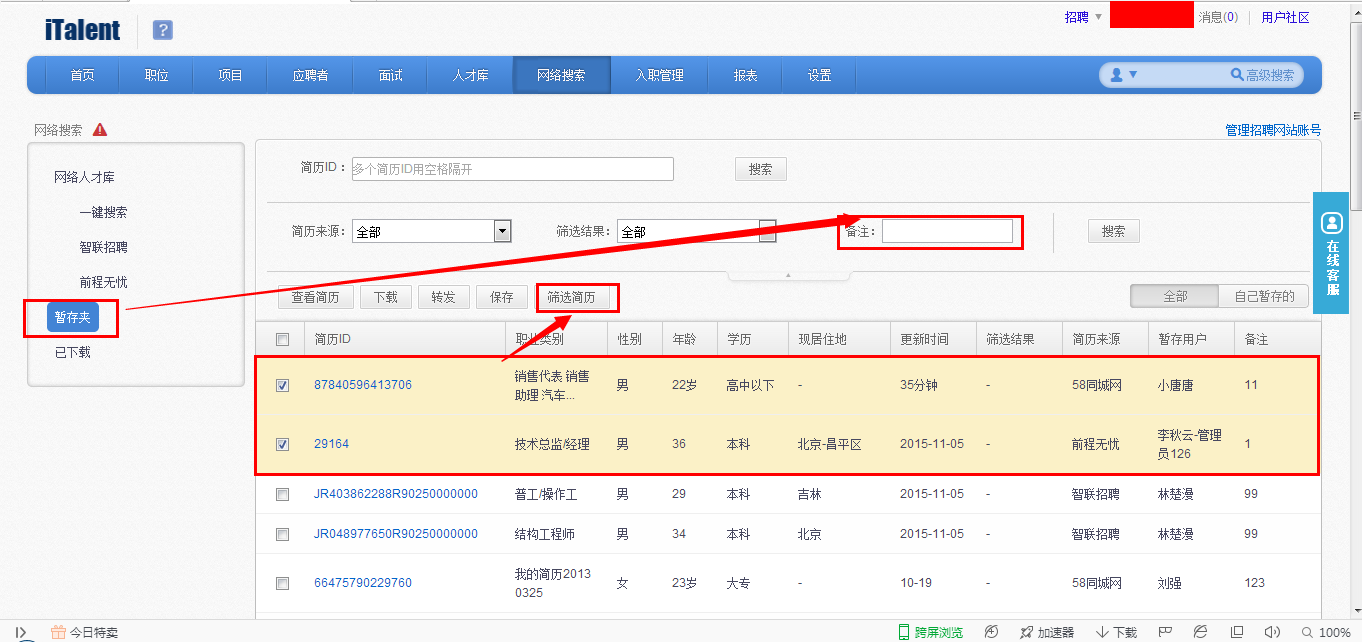 iTalent
?
招聘 ▼
消息(0)
用户社区
首页 职位 项目 应聘者 面试 人才库 网络搜索 入职管理 报表 设置
高级搜索
网络搜索
管理招聘网站账号
网络人才库
一键搜索
智联招聘
前程无忧
暂存夹
已下载
简历ID： 多个简历ID用空格隔开 搜索
简历来源： 全部 筛选结果： 全部 备注： 搜索
查看简历 下载 转发 保存 筛选简历 全部 自己暂存的
简历ID 职业类别 性别 年龄 学历 现居住地 更新时间 筛选结果 简历来源 暂存用户 备注
87840596413706 销售代表 销售 男 22岁 高中以下 - 35分钟 - 58同城网 小唐唐 11
助理 汽车...
29164 技术总监/经理 男 36 本科 北京-昌平区 2015-11-05 - 前程无忧 李秋云-管理 1
员126
JR403862288R90250000000 普工/操作工 男 29 本科 吉林 2015-11-05 - 智联招聘 林楚漫 99
JR048977650R90250000000 结构工程师 男 34 本科 北京 2015-11-05 - 智联招聘 林楚漫 99
66475790229760 我的简历2013 女 23岁 大专 - 10-19 - 58同城网 刘强 123
0325
在线客服
今日特卖
跨屏浏览 加速器 下载 100%